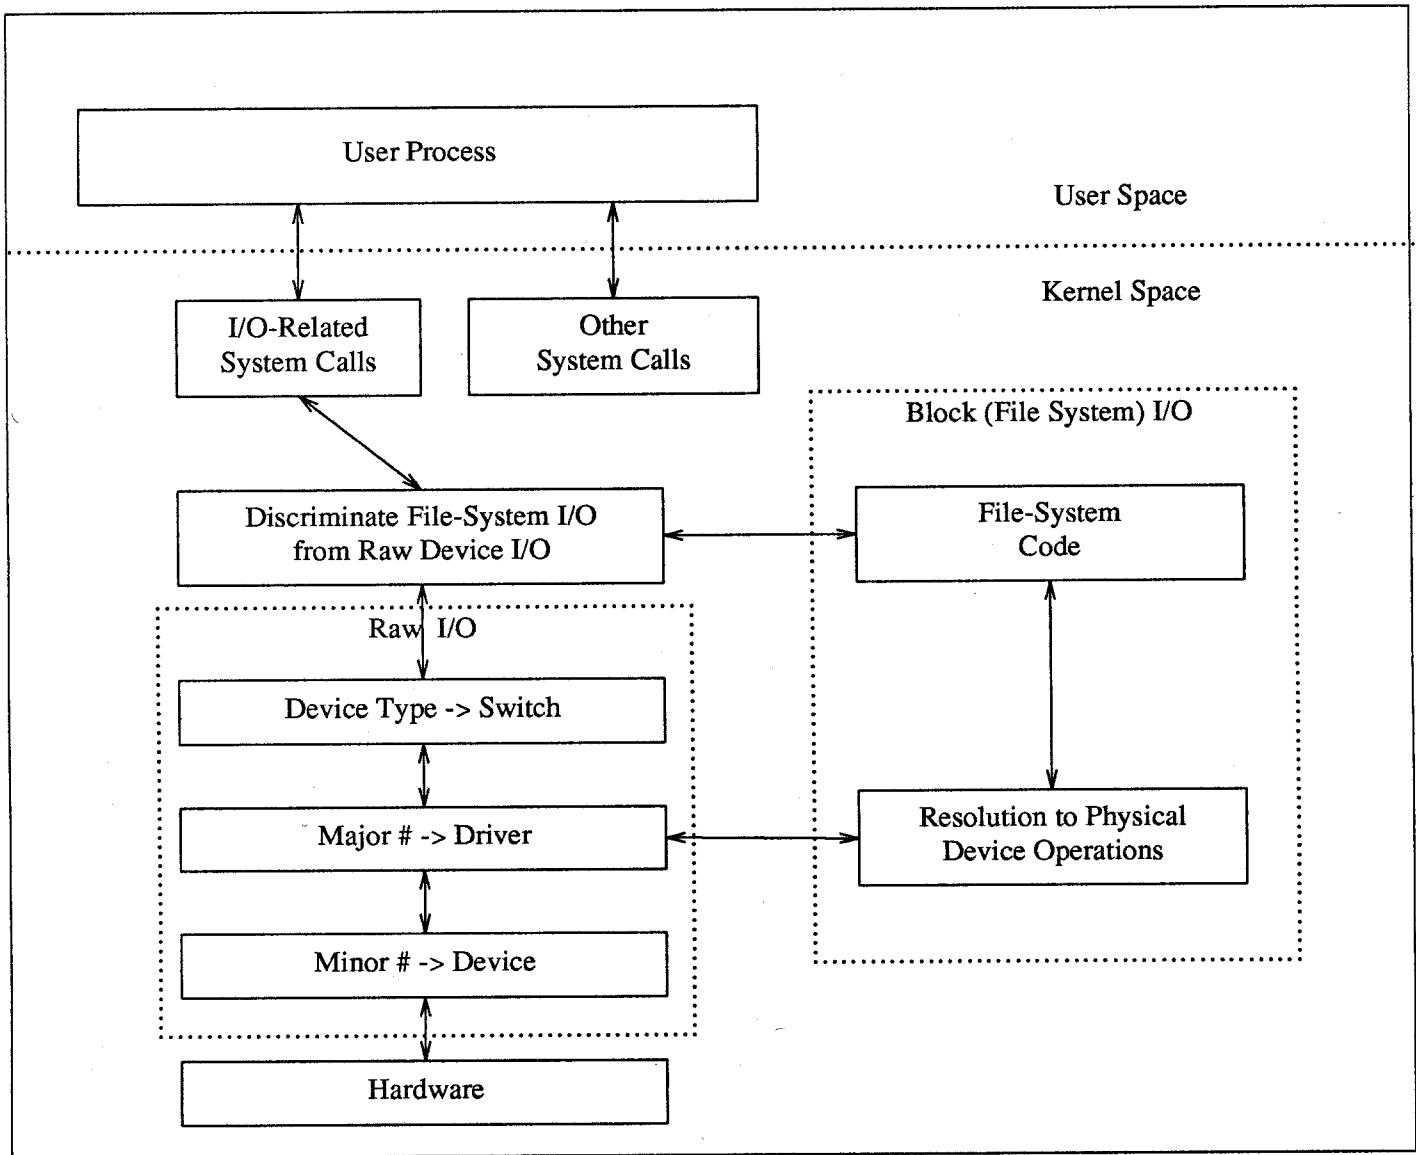 User Process
User Space
Kernel Space
I/O-Related
System Calls
Other
System Calls
Block (File System) I/O
Discriminate File-System I/O
from Raw Device I/O
File-System
Code
Raw I/O
Device Type -> Switch
Major # -> Driver
Resolution to Physical
Device Operations
Minor # -> Device
Hardware